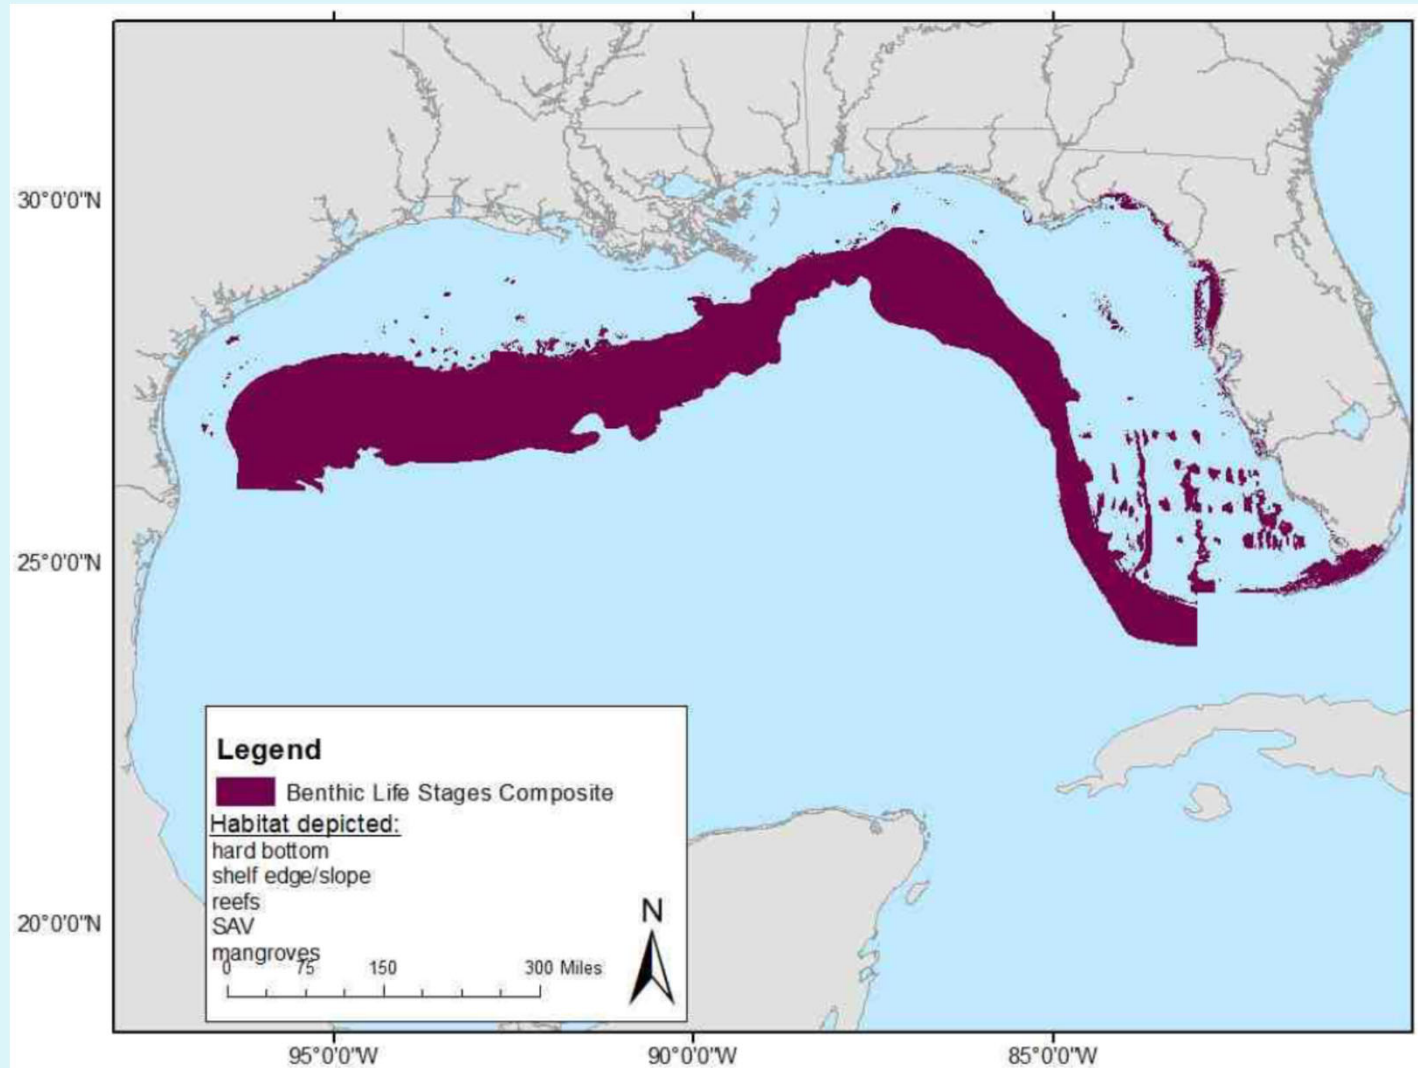 30°0'0"N
25°0'0"N
20°0'0"N
Legend
Benthic Life Stages Composite
Habitat depicted:
hard bottom
shelf edge/slope
reefs
SAV
mangroves
N
0 75 150 300 Miles
95°0'0"W 90°0'0"W 85°0'0"W